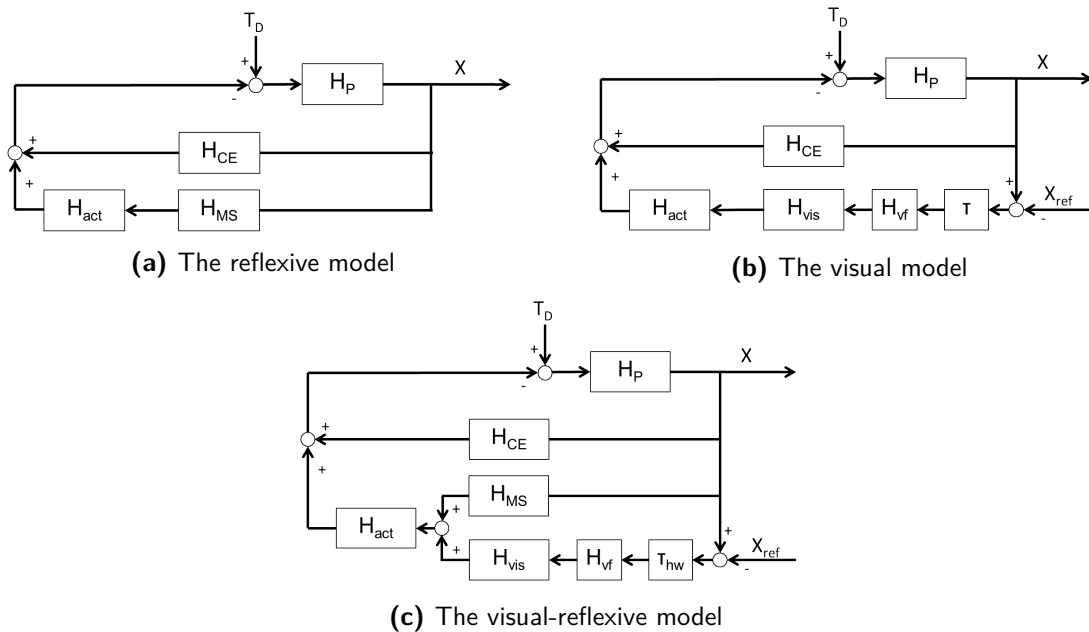 T_D
+
-
H_P
X
+
H_CE
+
H_act
H_MS
(a) The reflexive model
T_D
+
-
H_P
X
+
H_CE
+
+
H_act
H_vis
H_vf
τ
X_ref
-
(b) The visual model
T_D
+
-
H_P
X
+
H_CE
+
H_MS
+
+
H_act
+
H_vis
H_vf
τ_hw
X_ref
-
(c) The visual-reflexive model